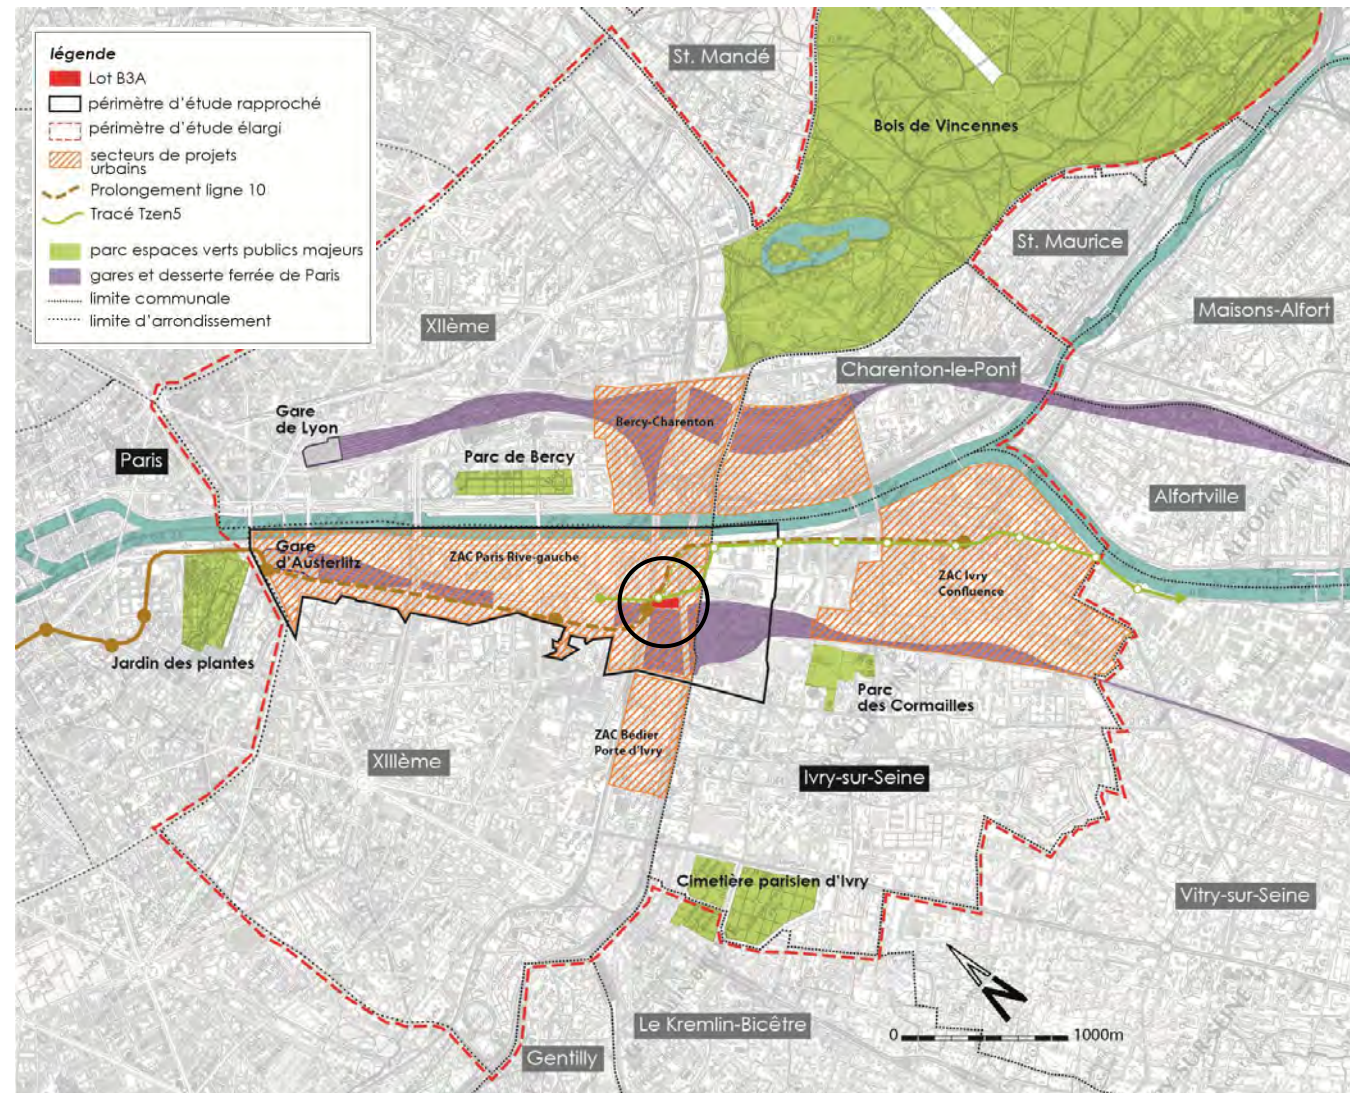 légende
Lot B3A
périmètre d'étude rapproché
périmètre d'étude élargi
secteurs de projets
urbains
Prolongement ligne 10
Tracé Tzen5
parc espaces verts publics majeurs
gares et desserte ferrée de Paris
limite communale
limite d'arrondissement
St. Mandé
Bois de Vincennes
St. Maurice
Maisons-Alfort
XIIème
Charenton-le-Pont
Gare
de Lyon
Bercy-Charenton
Paris
Parc de Bercy
Alfortville
Gare
d'Austerlitz
ZAC Paris Rive-gauche
ZAC Ivry
Confluence
Jardin des plantes
Parc
des Cormailles
ZAC Bédier
Porte d'Ivry
XIIIème
Ivry-sur-Seine
Cimetière parisien d'Ivry
Vitry-sur-Seine
N
Le Kremlin-Bicêtre
0 1000m
Gentilly